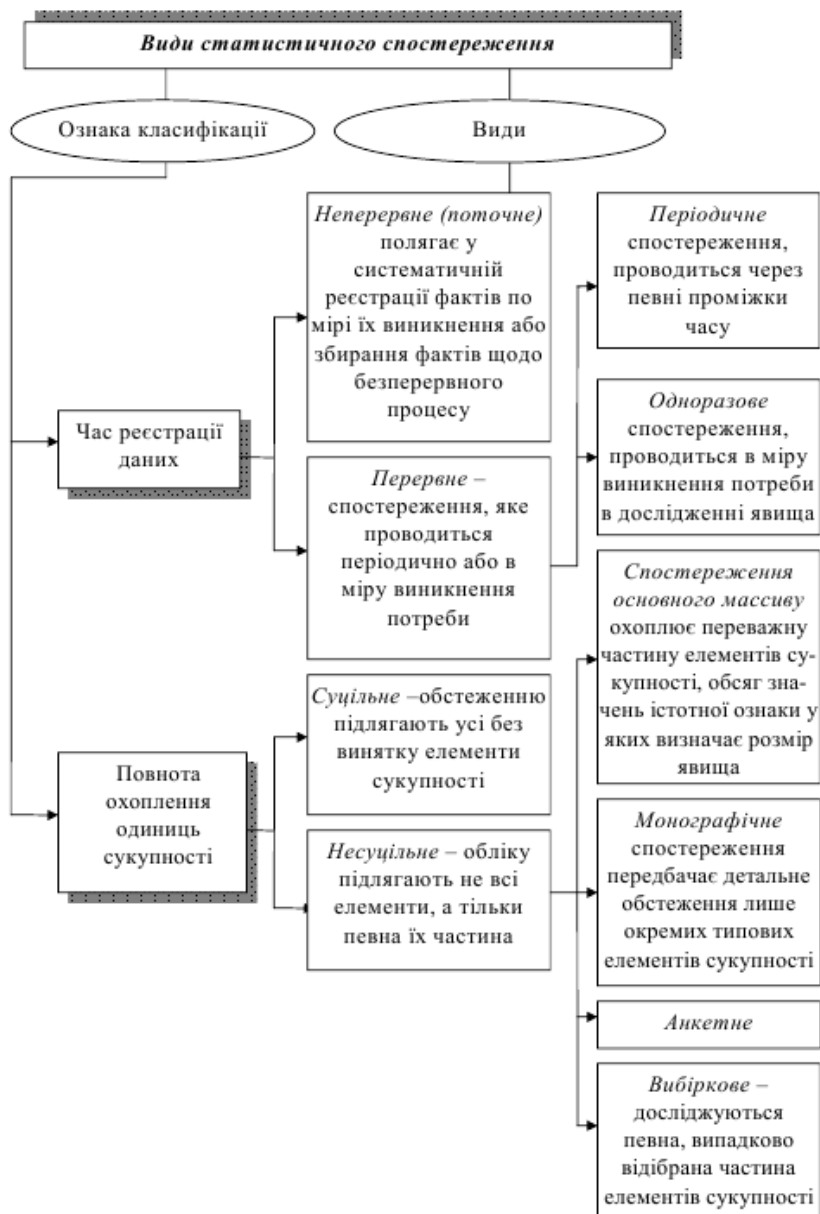 Види статистичного спостереження
Ознака класифікації
Види
Неперервне (поточне)
полягає у
систематичній
реєстрації фактів по
мірі їх виникнення або
збирання фактів щодо
безперервного
процесу
Періодичне
спостереження,
проводиться через
певні проміжки
часу
Час реєстрації
даних
Одноразове
спостереження,
проводиться в міру
виникнення потреби
в дослідженні явища
Перервне –
спостереження, яке
проводиться
періодично або в
міру виникнення
потреби
Спостереження
основного массиву
охоплює переважну
частину елементів су-
купності, обсяг зна-
чень істотної ознаки у
яких визначає розмір
явища
Повнота
охоплення
одиниць
сукупності
Суцільне –обстеженню
підлягають усі без
винятку елементи
сукупності
Несуцільне – обліку
підлягають не всі
елементи, а тільки
певна їх частина
Монографічне
спостереження
передбачає детальне
обстеження лише
окремих типових
елементів сукупності
Анкетне
Вибіркове –
досліджуються
певна, випадково
відібрана частина
елементів сукупності